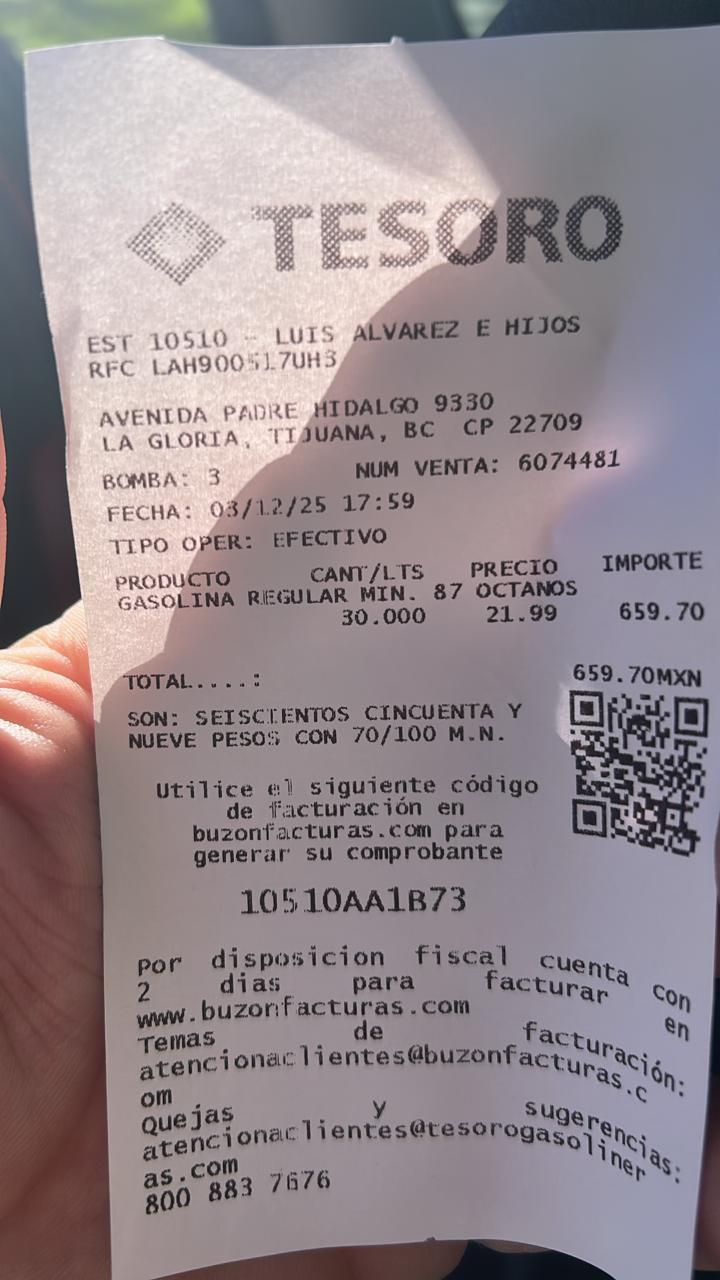 TESORO
EST 10510 - LUIS ALVAREZ E HIJOS
RFC LAH900517UH3
AVENIDA PADRE HIDALGO 9330
LA GLORIA, TIJUANA, BC CP 22709
BOMBA: 3 NUM VENTA: 6074481
FECHA: 03/12/25 17:59
TIPO OPER: EFECTIVO
PRODUCTO CANT/LTS PRECIO IMPORTE
GASOLINA REGULAR MIN. 87 OCTANOS
30.000 21.99 659.70
TOTAL....: 659.70MXN
SON: SEISCIENTOS CINCUENTA Y
NUEVE PESOS CON 70/100 M.N.
Utilice el siguiente código
de facturación en
buzonfacturas.com para
generar su comprobante
10510AA1B73
Por disposicion fiscal cuenta con
2 dias para facturar en
www.buzonfacturas.com
Temas de facturación:
atencionaclientes@buzonfacturas.c
om
Quejas y sugerencias:
atencionaclientes@tesorogasoliner
as.com
800 883 7676